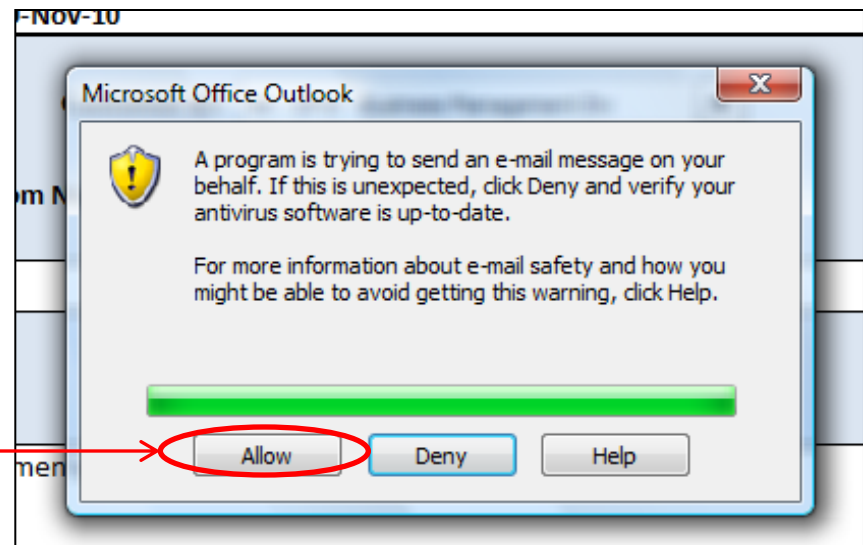 -Nov-10
Microsoft Office Outlook
A program is trying to send an e-mail message on your
behalf. If this is unexpected, click Deny and verify your
antivirus software is up-to-date.
om N
For more information about e-mail safety and how you
might be able to avoid getting this warning, click Help.
Allow
Deny
Help
men